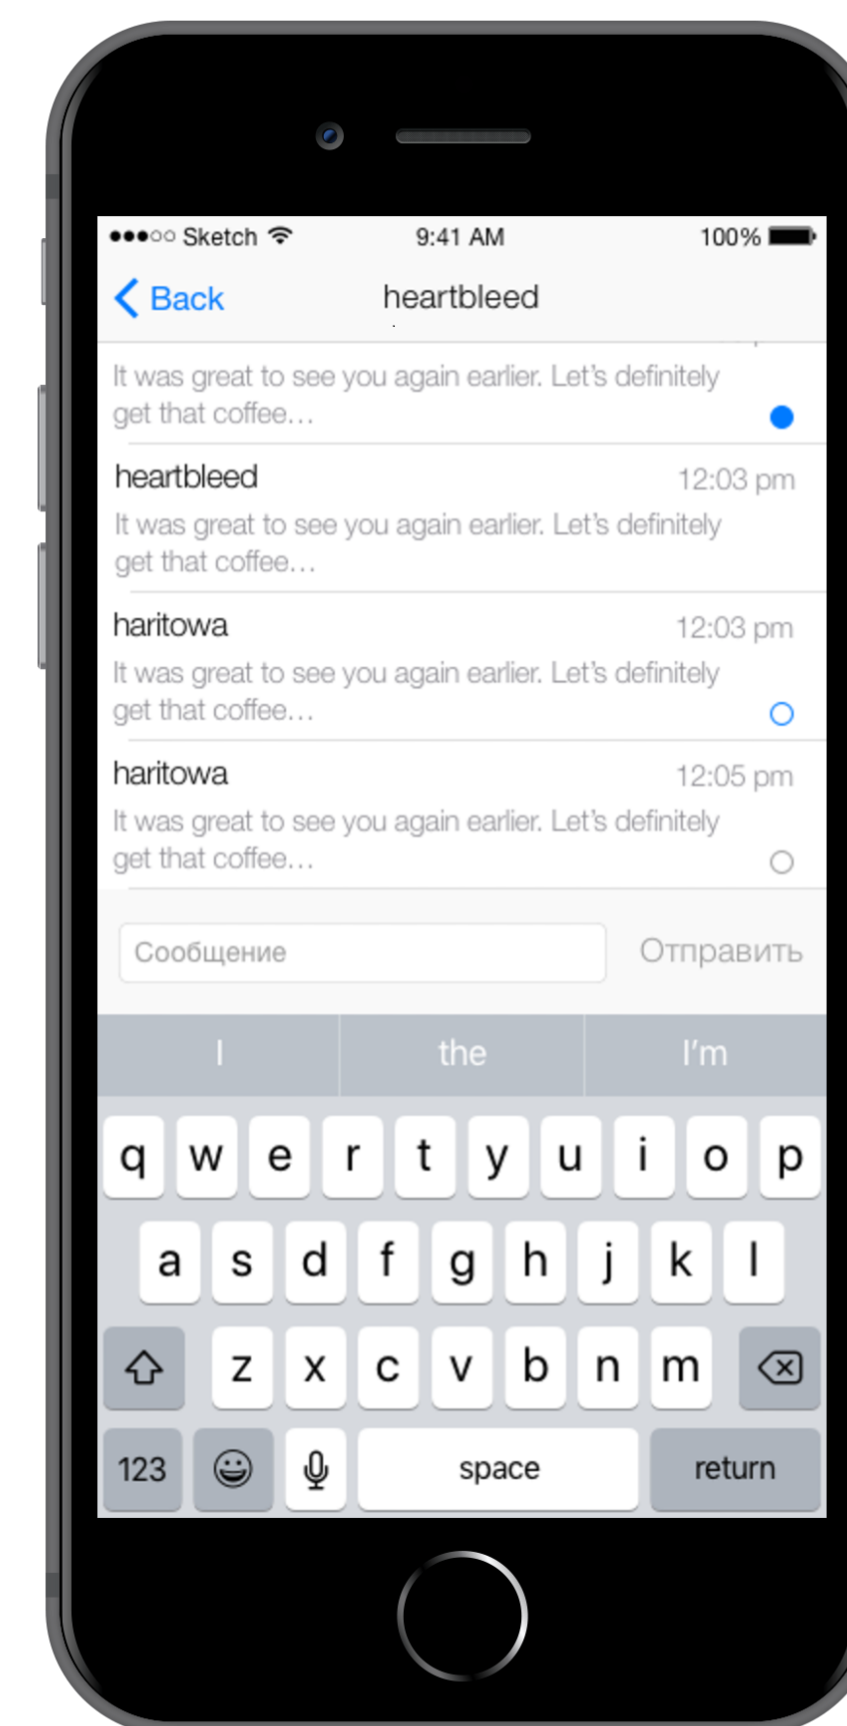 Sketch 9:41 AM 100%
Back heartbleed
It was great to see you again earlier. Let's definitely
get that coffee…
heartbleed 12:03 pm
It was great to see you again earlier. Let's definitely
get that coffee…
haritowa 12:03 pm
It was great to see you again earlier. Let's definitely
get that coffee…
haritowa 12:05 pm
It was great to see you again earlier. Let's definitely
get that coffee…
Сообщение Отправить
I the I'm
q w e r t y u i o p
a s d f g h j k l
z x c v b n m
123 space return